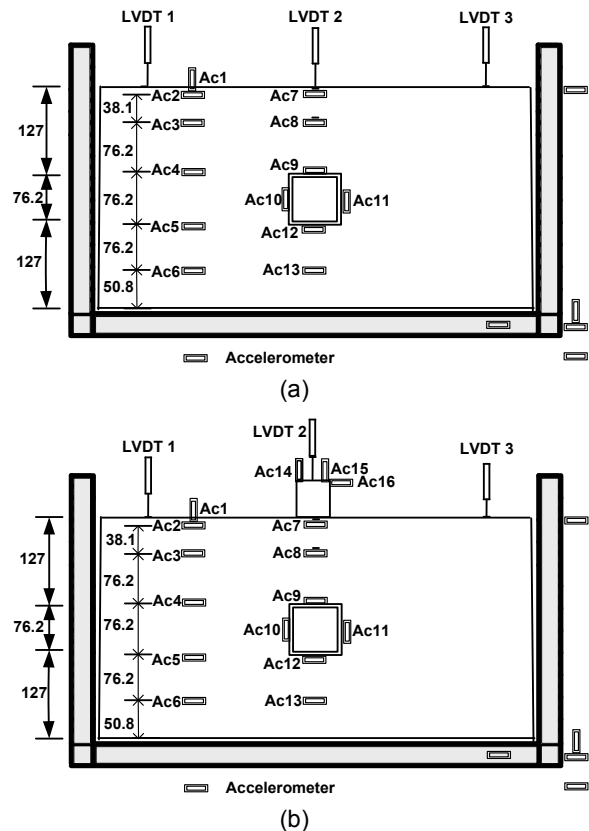 LVDT 1
LVDT 2
LVDT 3
Ac1
Ac2
Ac7
38.1
Ac3
Ac8
127
76.2
Ac4
Ac9
76.2
76.2
Ac10
Ac11
Ac5
Ac12
76.2
127
Ac6
Ac13
50.8
Accelerometer
(a)
LVDT 2
LVDT 1
LVDT 3
Ac14
Ac15
Ac16
Ac1
Ac2
Ac7
38.1
Ac3
Ac8
127
76.2
Ac4
Ac9
76.2
76.2
Ac10
Ac11
Ac5
Ac12
76.2
127
Ac6
Ac13
50.8
Accelerometer
(b)